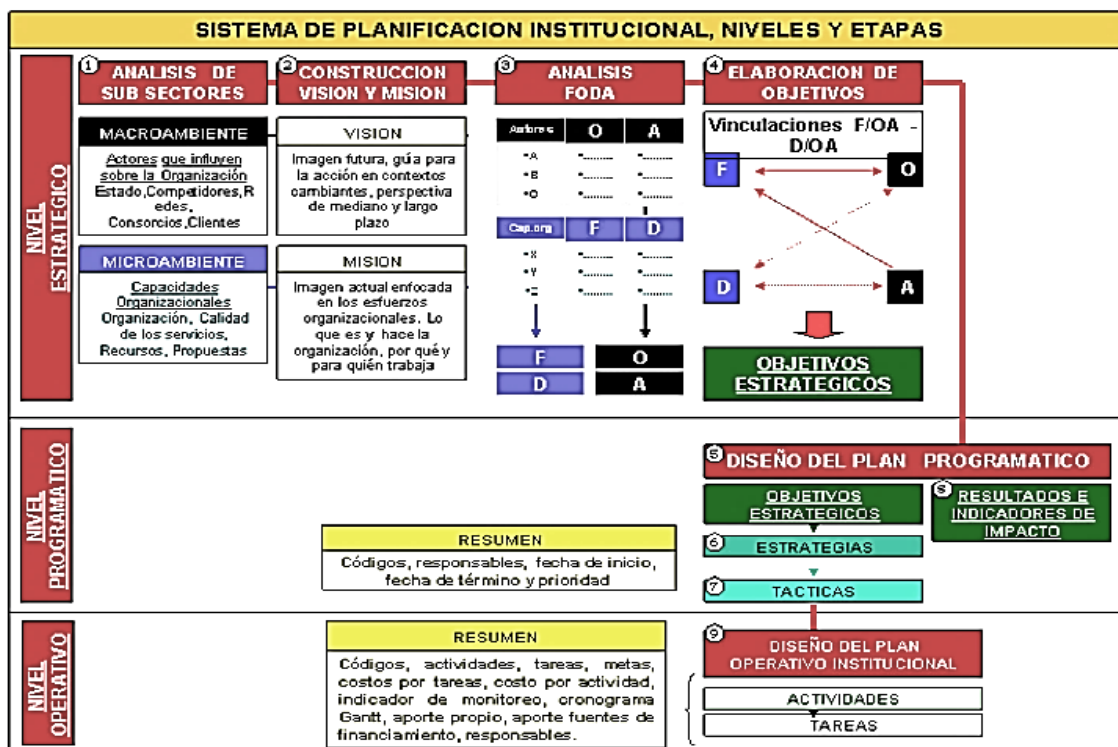 SISTEMA DE PLANIFICACION INSTITUCIONAL, NIVELES Y ETAPAS
NIVEL
ESTRATEGICO
1 ANALISIS DE
SUB SECTORES
MACROAMBIENTE
Actores que influyen
sobre la Organización
Estado,Competidores,R
edes,
Consorcios,Clientes
MICROAMBIENTE
Capacidades
Organizacionales
Organización, Calidad
de los servicios,
Recursos, Propuestas
2 CONSTRUCCION
VISION Y MISION
VISION
Imagen futura, guía para
la acción en contextos
cambiantes, perspectiva
de mediano y largo
plazo
MISION
Imagen actual enfocada
en los esfuerzos
organizacionales. Lo
que es y hace la
organización, por qué y
para quién trabaja
3 ANALISIS
FODA
Actores O A
•A •........ •........
•B •........ •........
•........ •........
Cap.org F D
•X •........ •........
•Y •........ •........
•........ •........
F O
D A
4 ELABORACION DE
OBJETIVOS
Vinculaciones F/OA -
D/OA
F O
D A
OBJETIVOS
ESTRATEGICOS
NIVEL
PROGRAMATICO
5 DISEÑO DEL PLAN PROGRAMATICO
OBJETIVOS
ESTRATEGICOS
RESULTADOS E
INDICADORES DE
IMPACTO
6 ESTRATEGIAS
7 TACTICAS
RESUMEN
Códigos, responsables, fecha de inicio,
fecha de término y prioridad
NIVEL
OPERATIVO
RESUMEN
Códigos, actividades, tareas, metas,
costos por tareas, costo por actividad,
indicador de monitoreo, cronograma
Gantt, aporte propio, aporte fuentes de
financiamiento, responsables.
9 DISEÑO DEL PLAN
OPERATIVO INSTITUCIONAL
ACTIVIDADES
TAREAS